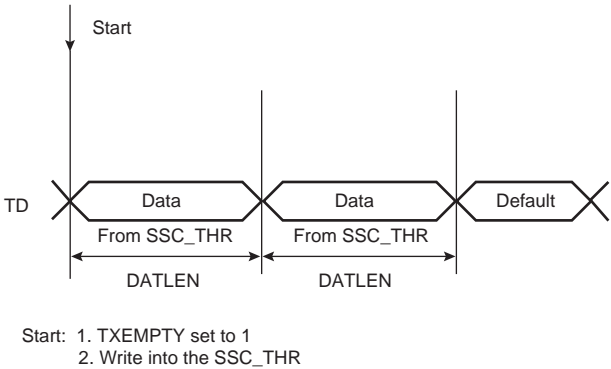 Start
TD
Data
Data
Default
From SSC_THR
From SSC_THR
DATLEN
DATLEN
Start: 1. TXEMPTY set to 1
2. Write into the SSC_THR